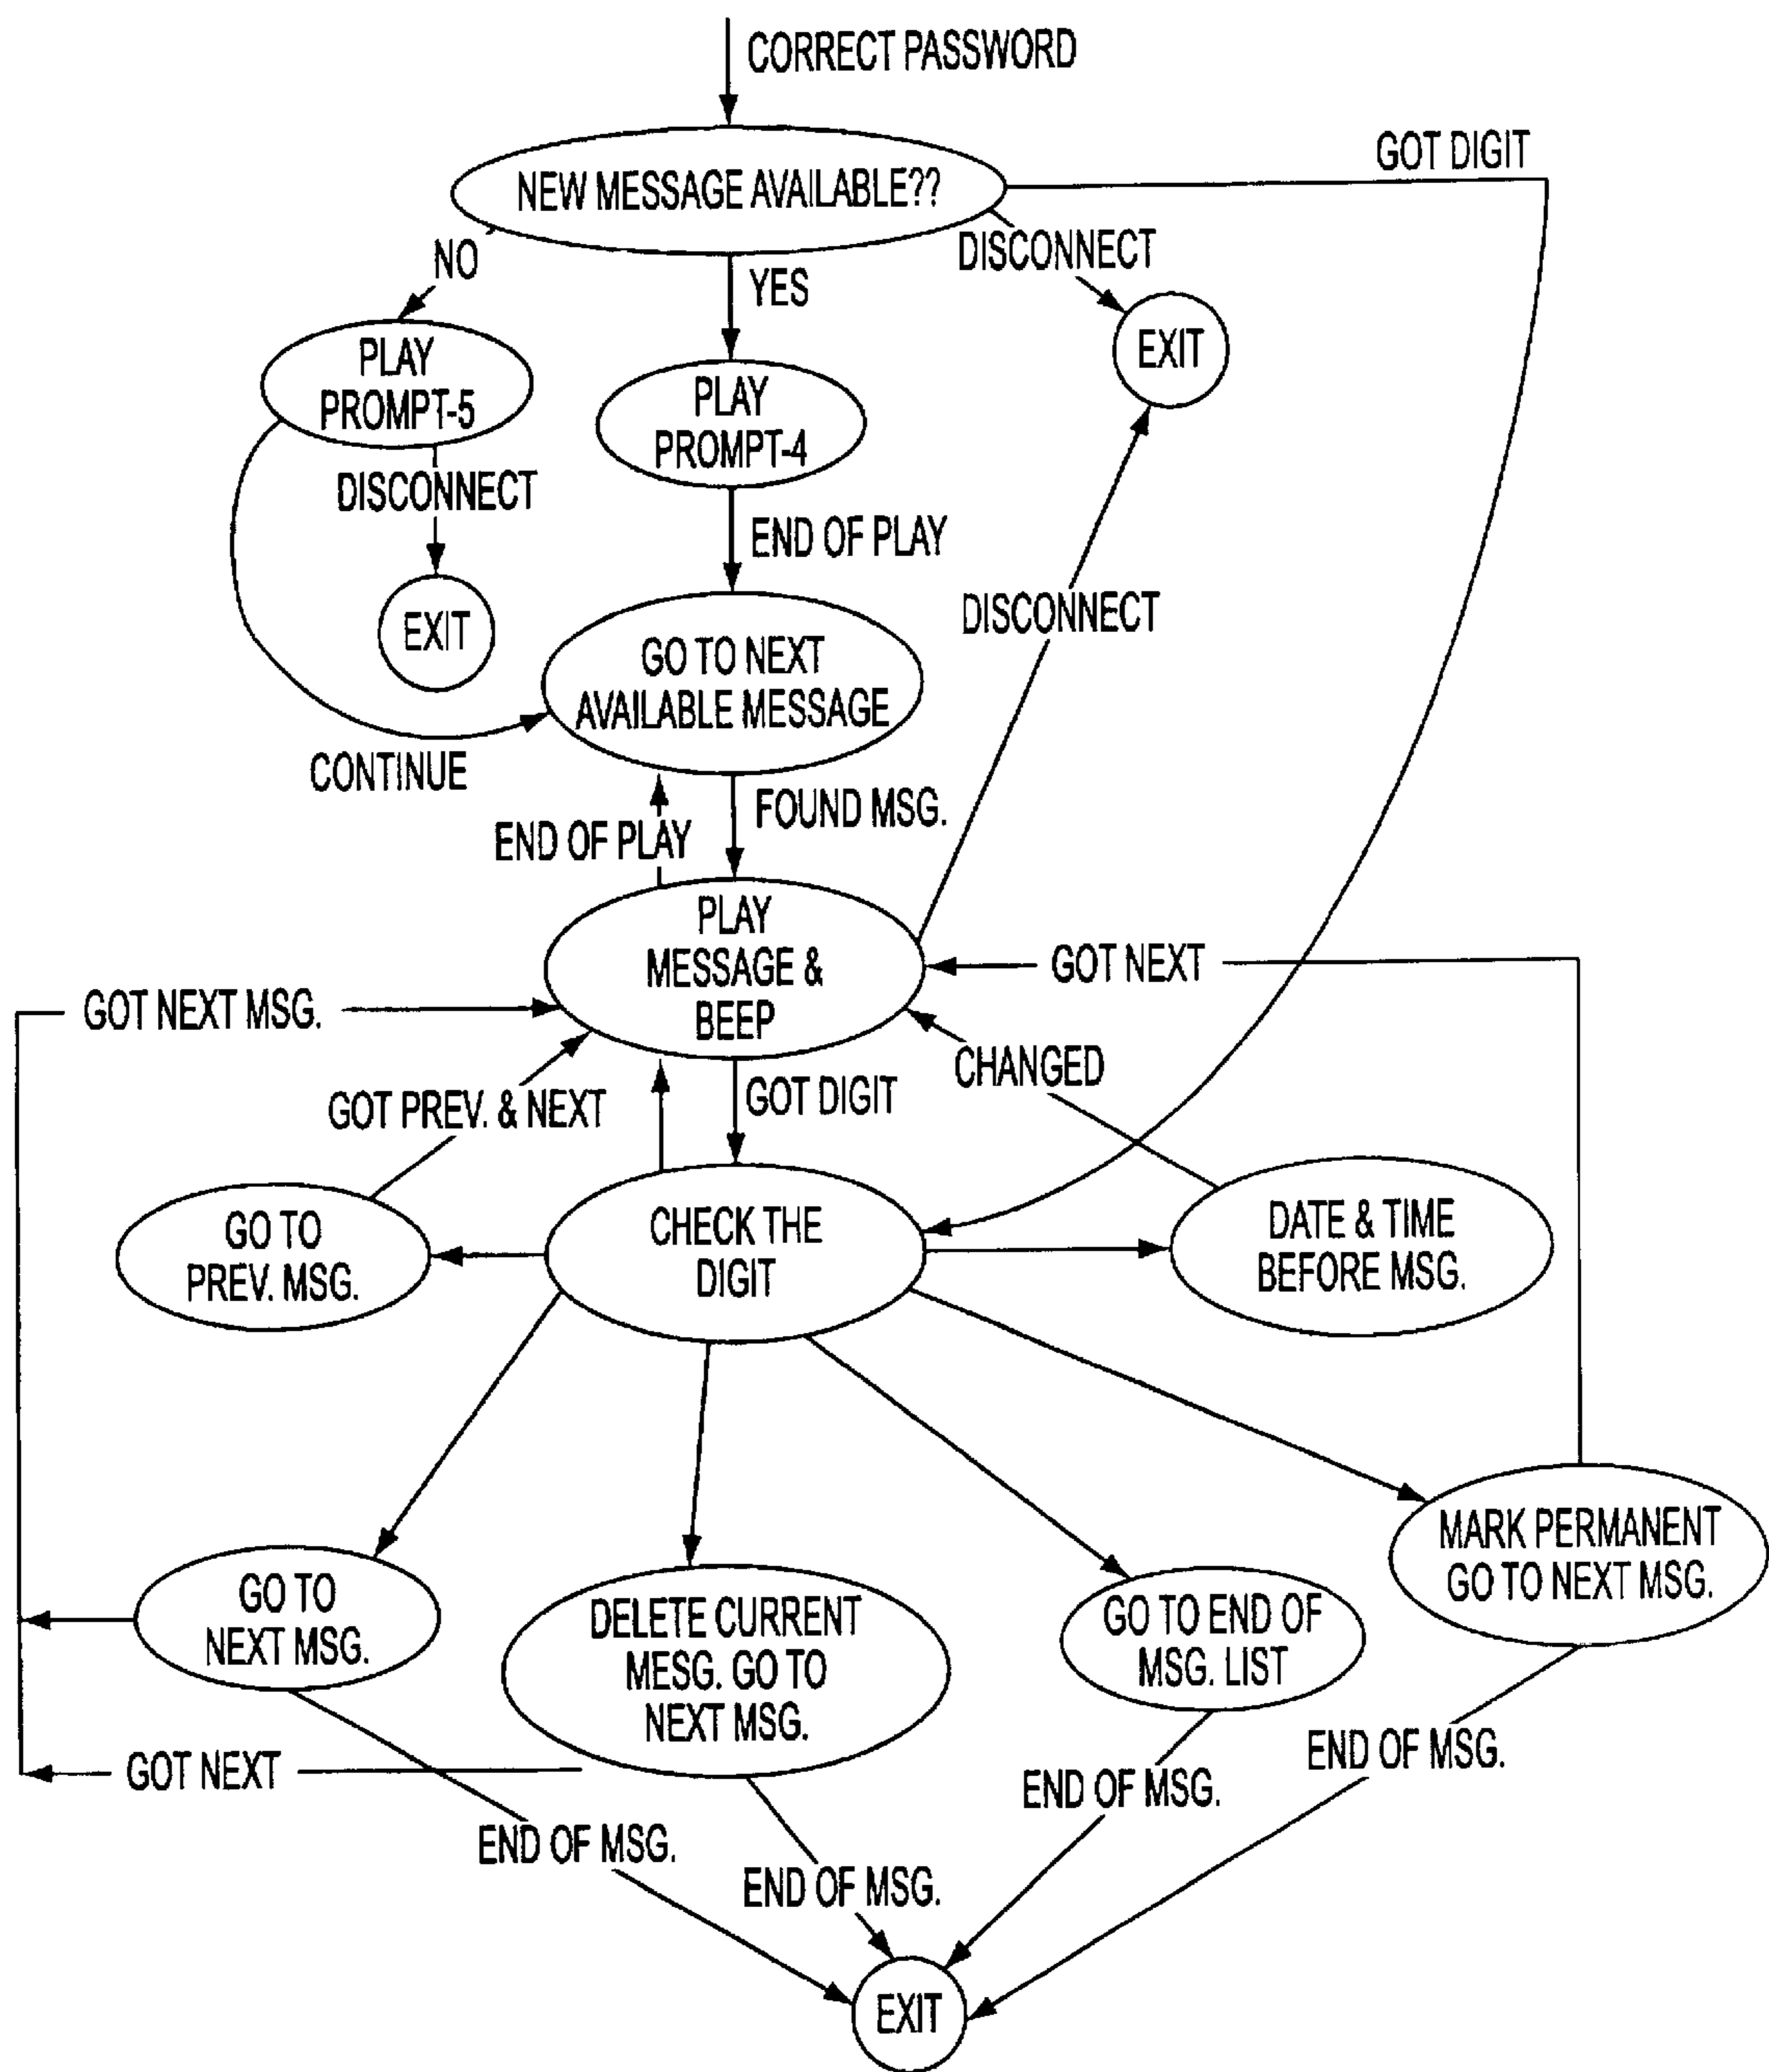 CORRECT PASSWORD
GOT DIGIT
NEW MESSAGE AVAILABLE??
NO
YES
DISCONNECT
PLAY
PROMPT-5
PLAY
PROMPT-4
EXIT
DISCONNECT
END OF PLAY
EXIT
DISCONNECT
GO TO NEXT
AVAILABLE MESSAGE
CONTINUE
FOUND MSG.
END OF PLAY
PLAY
MESSAGE &
BEEP
GOT NEXT
GOT NEXT MSG.
CHANGED
GOT PREV. & NEXT
GOT DIGIT
GO TO
PREV. MSG.
CHECK THE
DIGIT
DATE & TIME
BEFORE MSG.
MARK PERMANENT
GO TO NEXT MSG.
GO TO
NEXT MSG.
DELETE CURRENT
MESG. GO TO
NEXT MSG.
GO TO END OF
MSG. LIST
GOT NEXT
END OF MSG.
END OF MSG.
END OF MSG.
END OF MSG.
EXIT